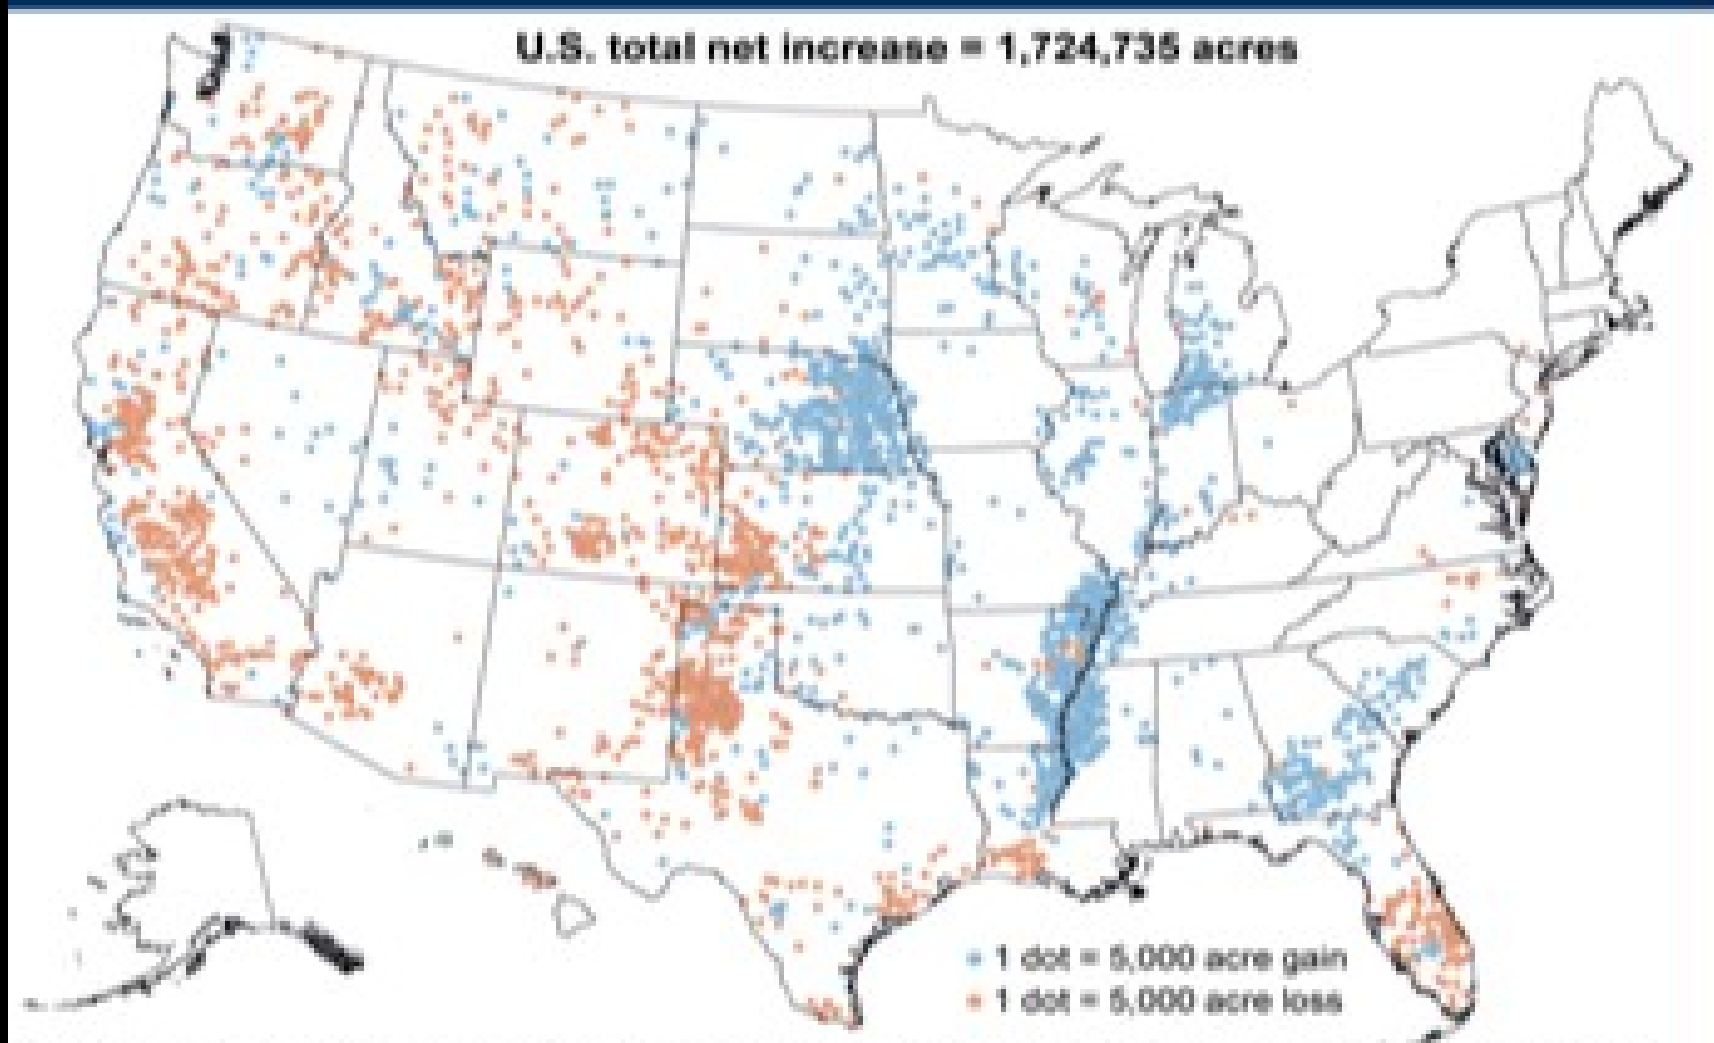 U.S. total net increase = 1,724,735 acres
1 dot = 5,000 acre gain
1 dot = 5,000 acre loss